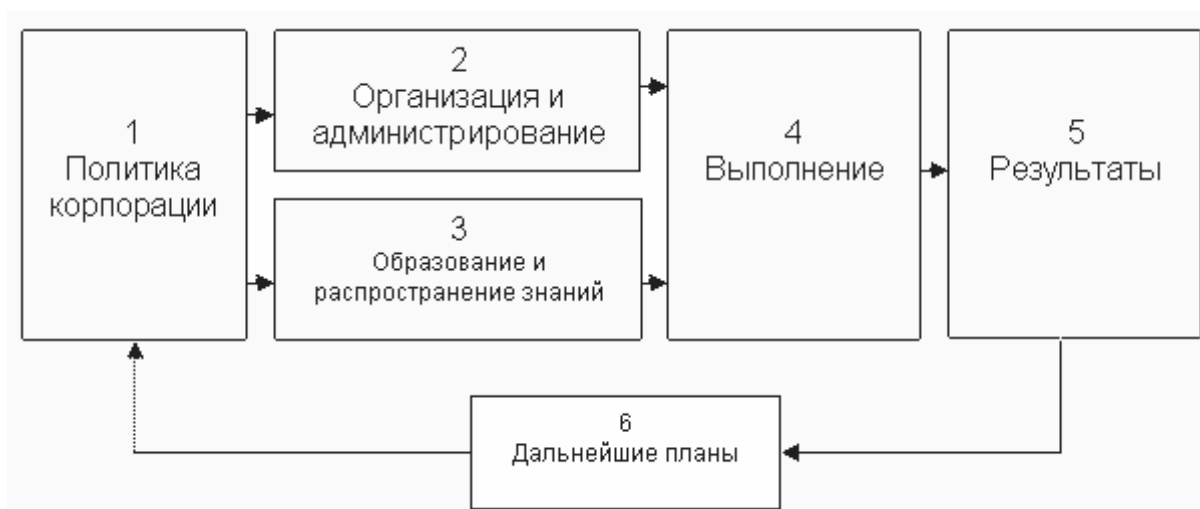 1
Политика
корпорации
2
Организация и
администрирование
3
Образование и
распространение знаний
4
Выполнение
5
Результаты
6
Дальнейшие планы